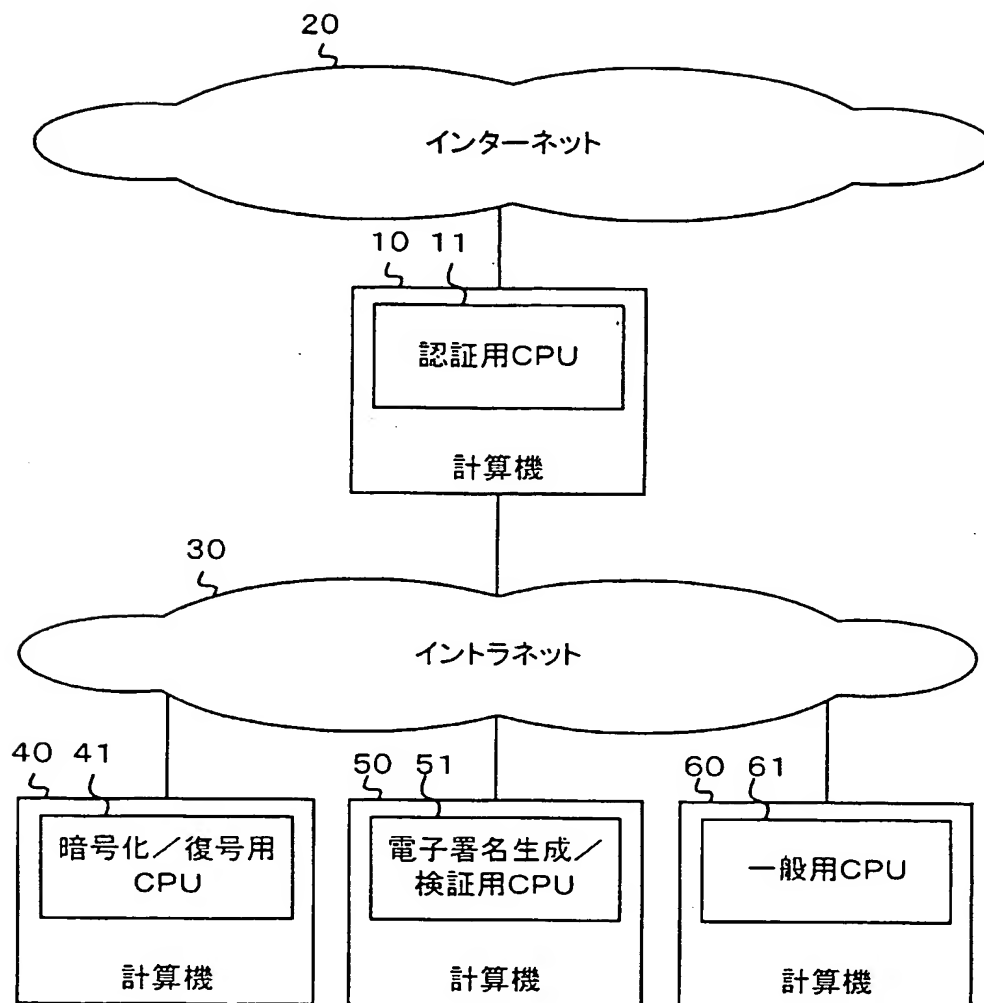 20
インターネット
10 11
認証用CPU
計算機
30
イントラネット
40 41
50 51
60 61
暗号化／復号用
CPU
電子署名生成／
検証用CPU
一般用CPU
計算機
計算機
計算機